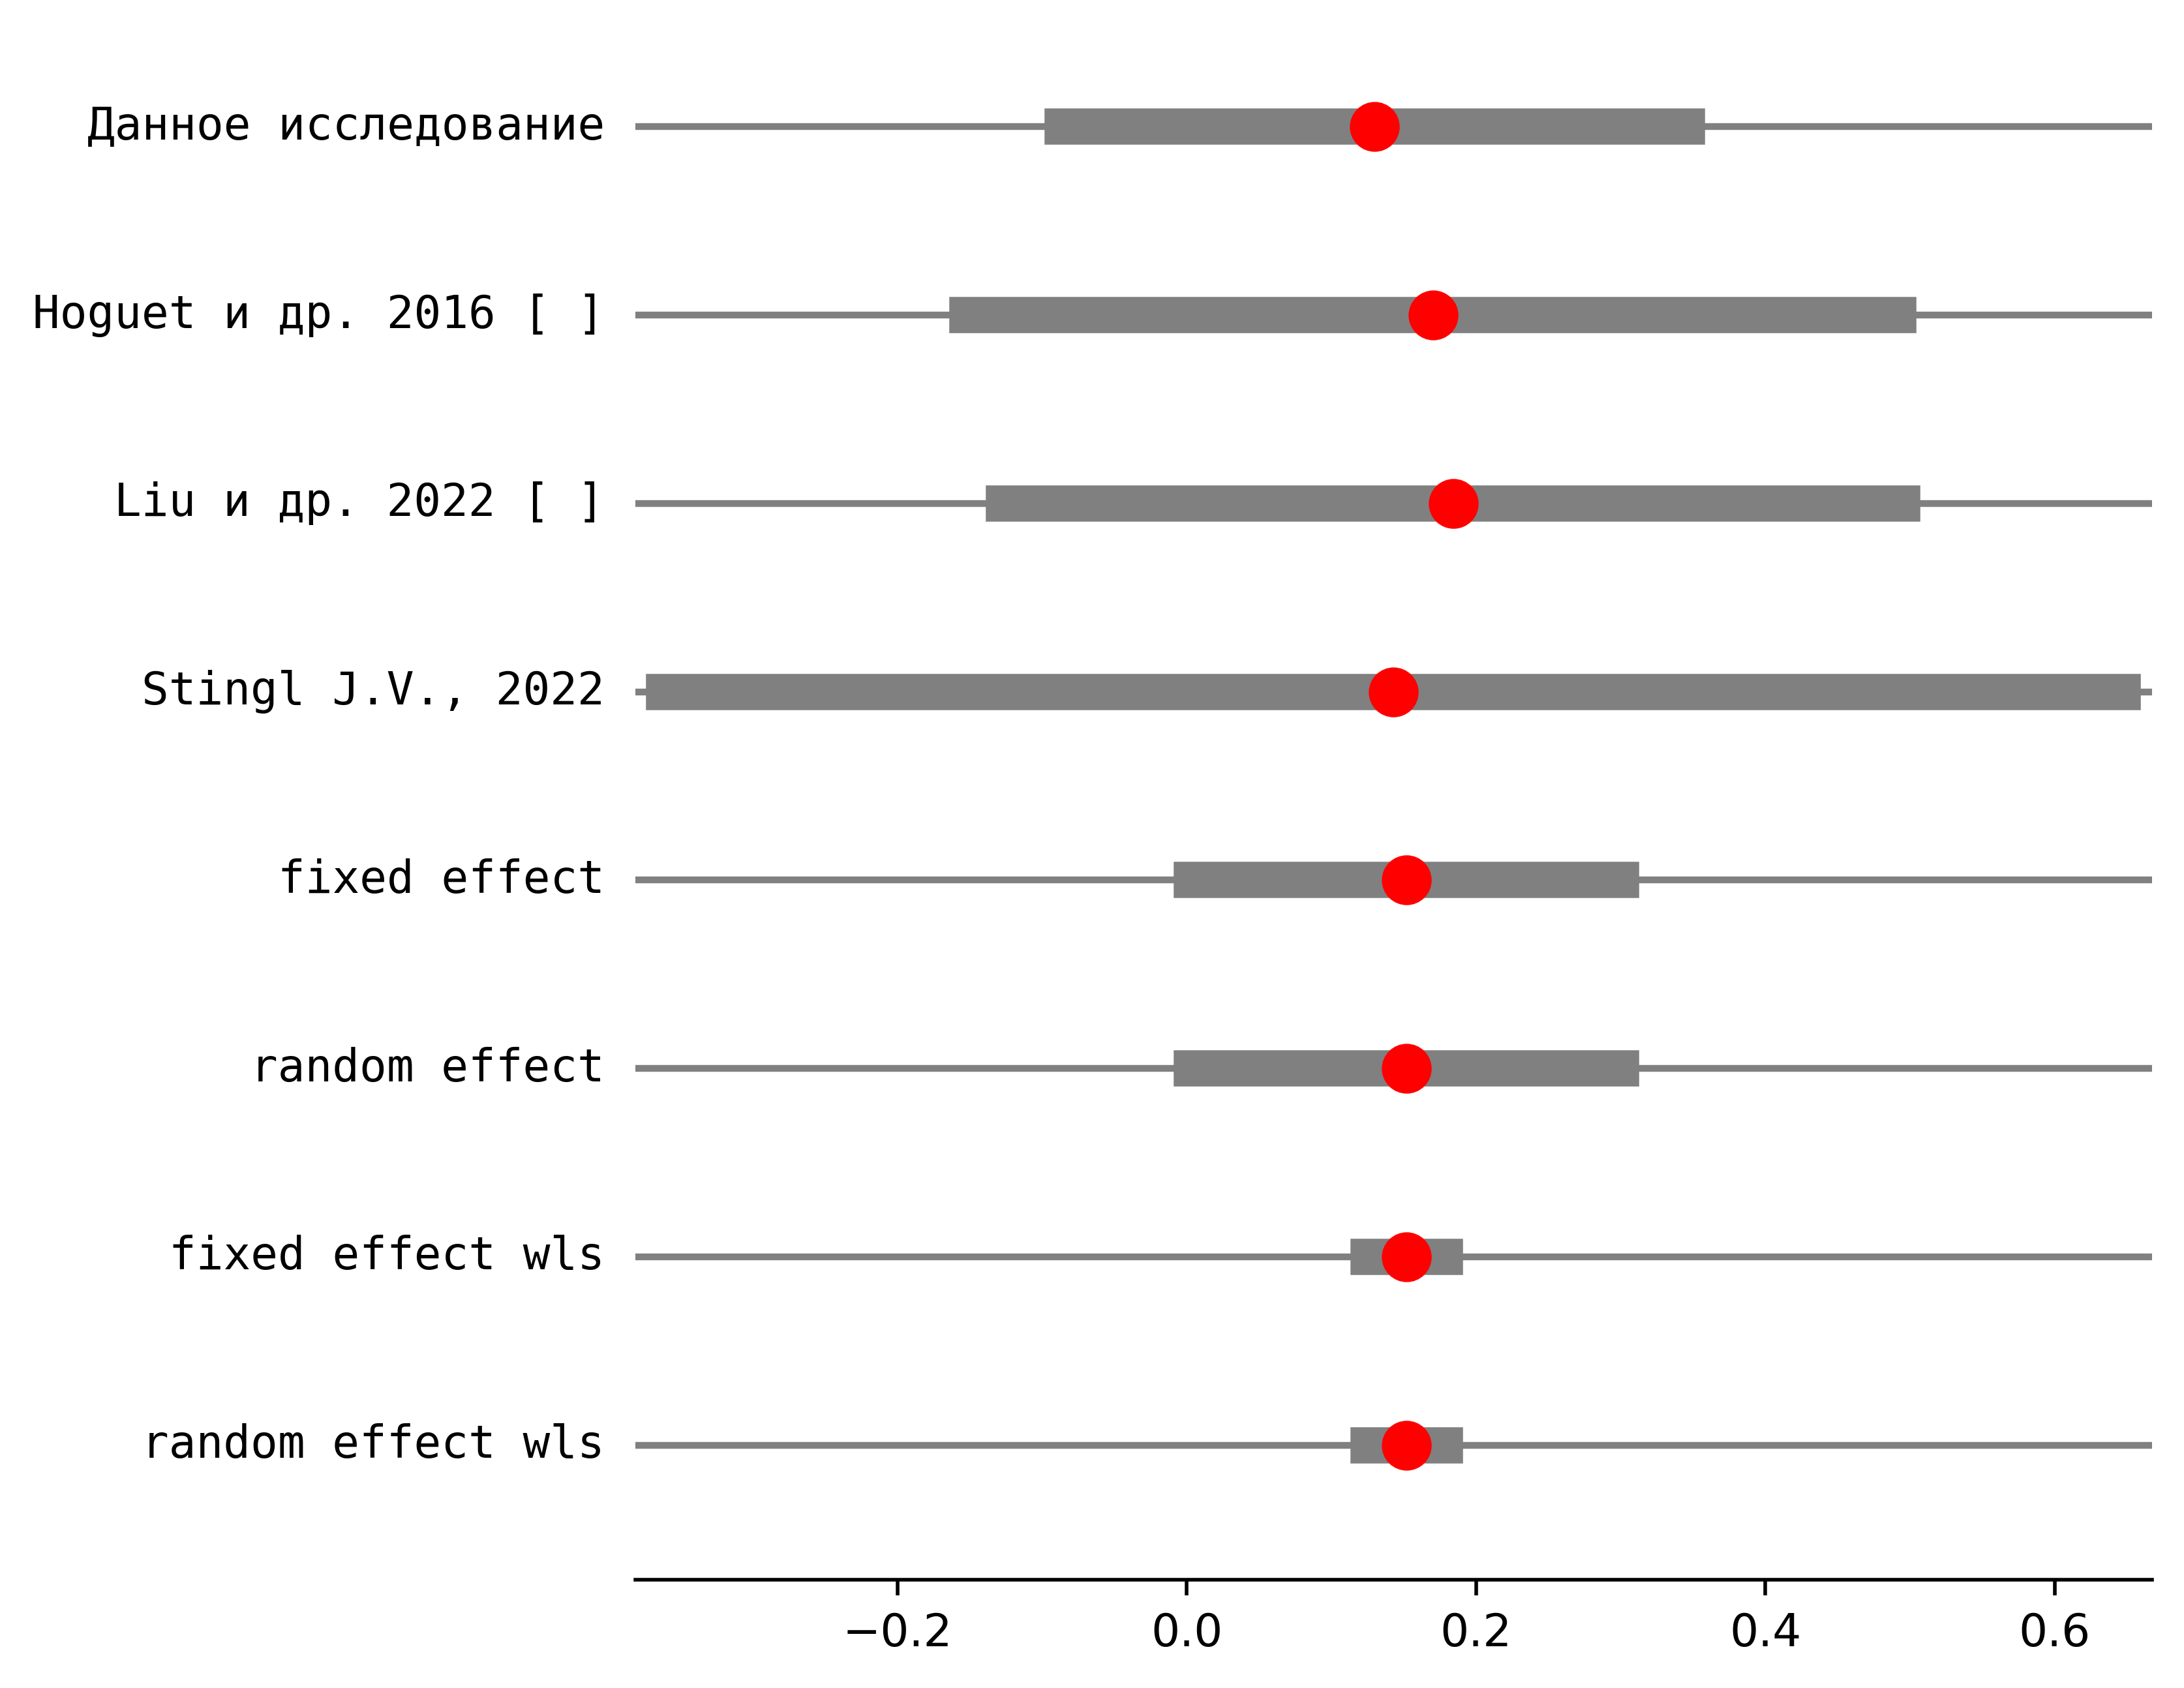 Данное исследование
Hoguet и др. 2016 [ ]
Liu и др. 2022 [ ]
Stingl J.V., 2022
fixed effect
random effect
fixed effect wls
random effect wls
−0.2 0.0 0.2 0.4 0.6